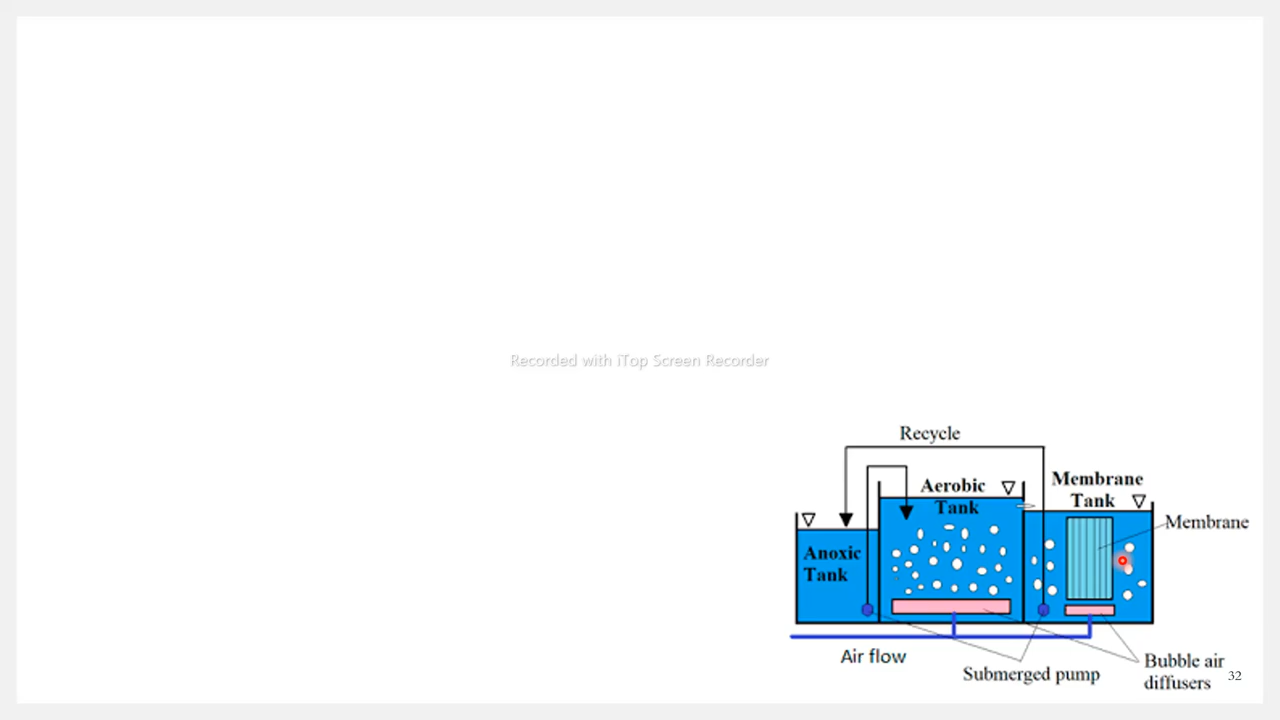 Recorded with iTop Screen Recorder
Recycle
Aerobic
Tank
Membrane
Tank
Membrane
Anoxic
Tank
Air flow
Submerged pump
Bubble air
diffusers
32